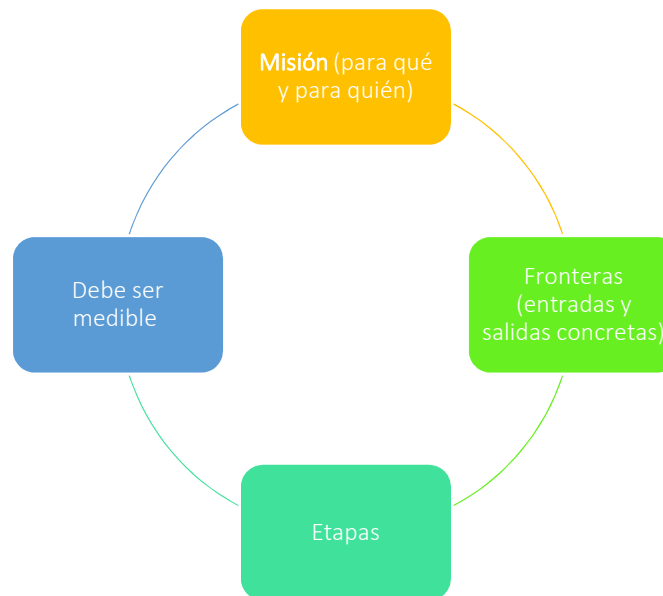 Misión (para qué
y para quién)
Fronteras
(entradas y
salidas concretas)
Etapas
Debe ser
medible